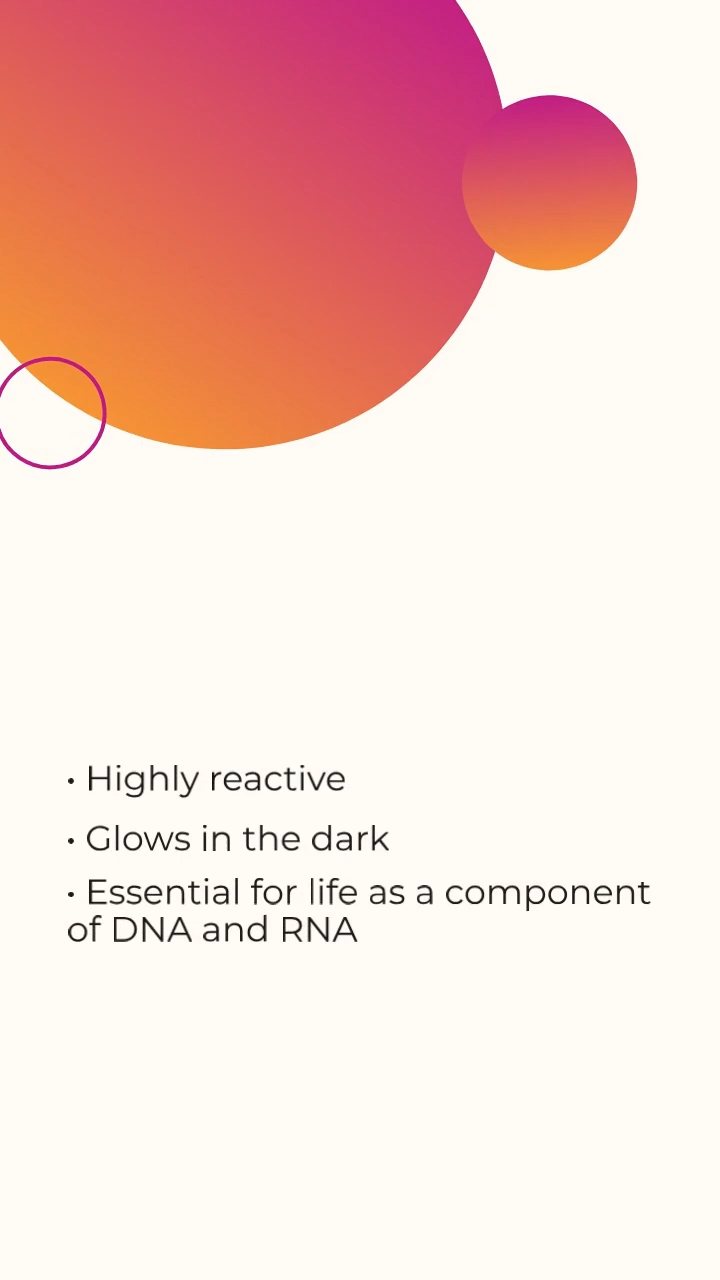 • Highly reactive
• Glows in the dark
• Essential for life as a component
of DNA and RNA